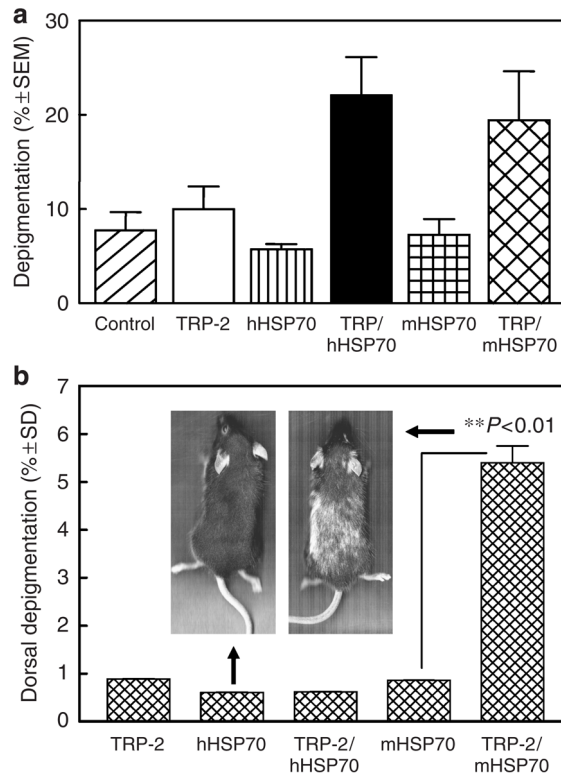 a
Depigmentation (%±SEM)
30
20
10
0
Control TRP-2 hHSP70 TRP/ mHSP70 TRP/
hHSP70 mHSP70
b
Dorsal depigmentation (%±SD)
7
6
5
4
3
2
1
0
**P<0.01
TRP-2 hHSP70 TRP-2/ mHSP70 TRP-2/
hHSP70 mHSP70